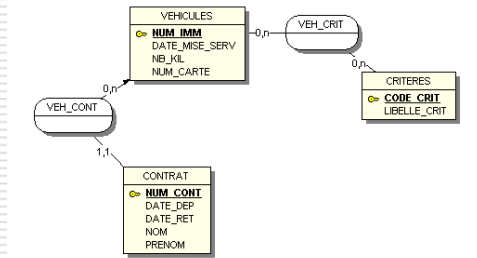 VEHICULES
NUM_IMM
DATE_MISE_SERV
NB_KIL
NUM_CARTE
0,n
VEH_CRIT
0,n
CRITERES
CODE_CRIT
LIBELLE_CRIT
0,n
VEH_CONT
1,1
CONTRAT
NUM_CONT
DATE_DEP
DATE_RET
NOM
PRENOM